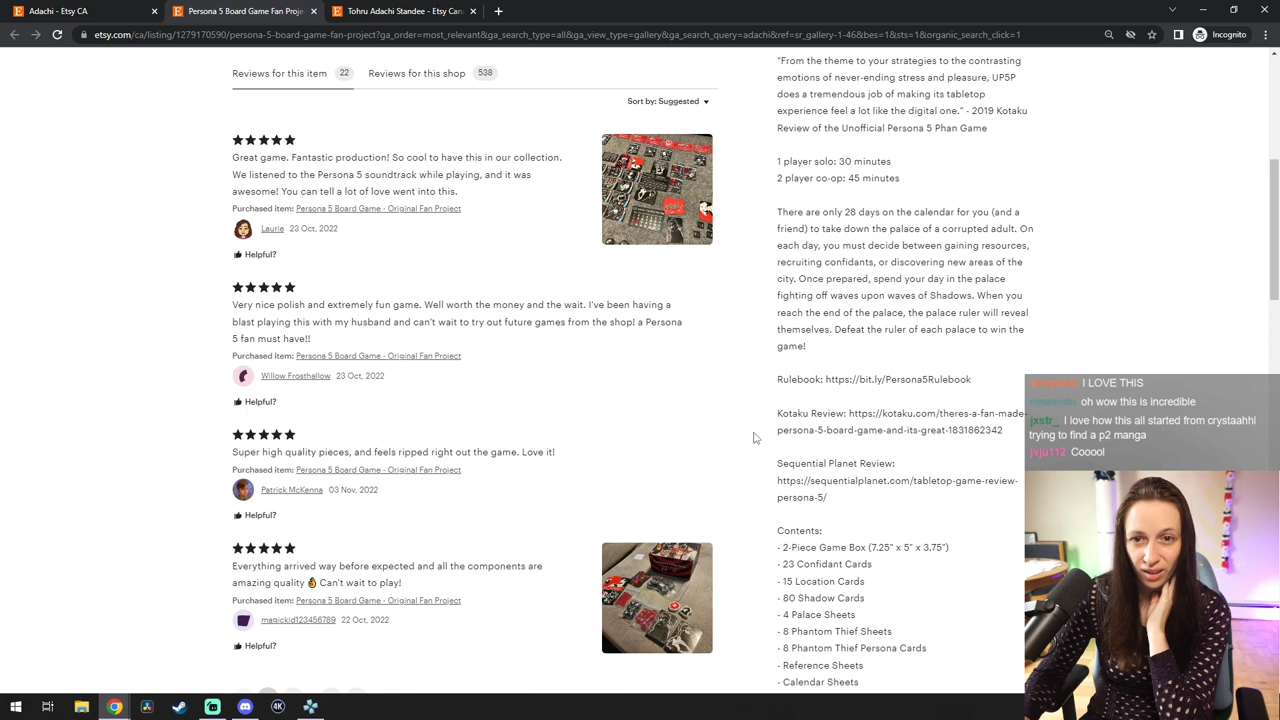 Adachi - Etsy CA
Persona 5 Board Game Fan Proje
Tohru Adachi Standee - Etsy Can
Incognito
etsy.com/ca/listing/1279170590/persona-5-board-game-fan-project?ga_order=most_relevant&ga_search_type=all&ga_view_type=gallery&ga_search_query=adachi&ref=sr_gallery-1-46&bes=1&sts=1&organic_search_click=1
Reviews for this item 22
Reviews for this shop 538
Sort by: Suggested
Great game. Fantastic production! So cool to have this in our collection.
We listened to the Persona 5 soundtrack while playing, and it was
awesome! You can tell a lot of love went into this.
Purchased item: Persona 5 Board Game - Original Fan Project
Laurie 23 Oct, 2022
Helpful?
Very nice polish and extremely fun game. Well worth the money and the wait. I've been having a
blast playing this with my husband and can't wait to try out future games from the shop! a Persona
5 fan must have!!
Purchased item: Persona 5 Board Game - Original Fan Project
Willow Frosthallow 23 Oct, 2022
Helpful?
Super high quality pieces, and feels ripped right out the game. Love it!
Purchased item: Persona 5 Board Game - Original Fan Project
Patrick McKenna 03 Nov, 2022
Helpful?
Everything arrived way before expected and all the components are
amazing quality 👌 Can't wait to play!
Purchased item: Persona 5 Board Game - Original Fan Project
magickid123456789 22 Oct, 2022
Helpful?
"From the theme to your strategies to the contrasting
emotions of never-ending stress and pleasure, UP5P
does a tremendous job of making its tabletop
experience feel a lot like the digital one." - 2019 Kotaku
Review of the Unofficial Persona 5 Phan Game
1 player solo: 30 minutes
2 player co-op: 45 minutes
There are only 28 days on the calendar for you (and a
friend) to take down the palace of a corrupted adult. On
each day, you must decide between gaining resources,
recruiting confidants, or discovering new areas of the
city. Once prepared, spend your day in the palace
fighting off waves upon waves of Shadows. When you
reach the end of the palace, the palace ruler will reveal
themselves. Defeat the ruler of each palace to win the
game!
Rulebook: https://bit.ly/Persona5Rulebook
Kotaku Review: https://kotaku.com/theres-a-fan-made-
persona-5-board-game-and-its-great-1831862342
Sequential Planet Review:
https://sequentialplanet.com/tabletop-game-review-
persona-5/
Contents:
- 2-Piece Game Box (7.25" x 5" x 3.75")
- 23 Confidant Cards
- 15 Location Cards
- 80 Shadow Cards
- 4 Palace Sheets
- 8 Phantom Thief Sheets
- 8 Phantom Thief Persona Cards
- Reference Sheets
- Calendar Sheets
I LOVE THIS
oh wow this is incredible
jxstr_ I love how this all started from crystaahhl
trying to find a p2 manga
jvju112 Cooool